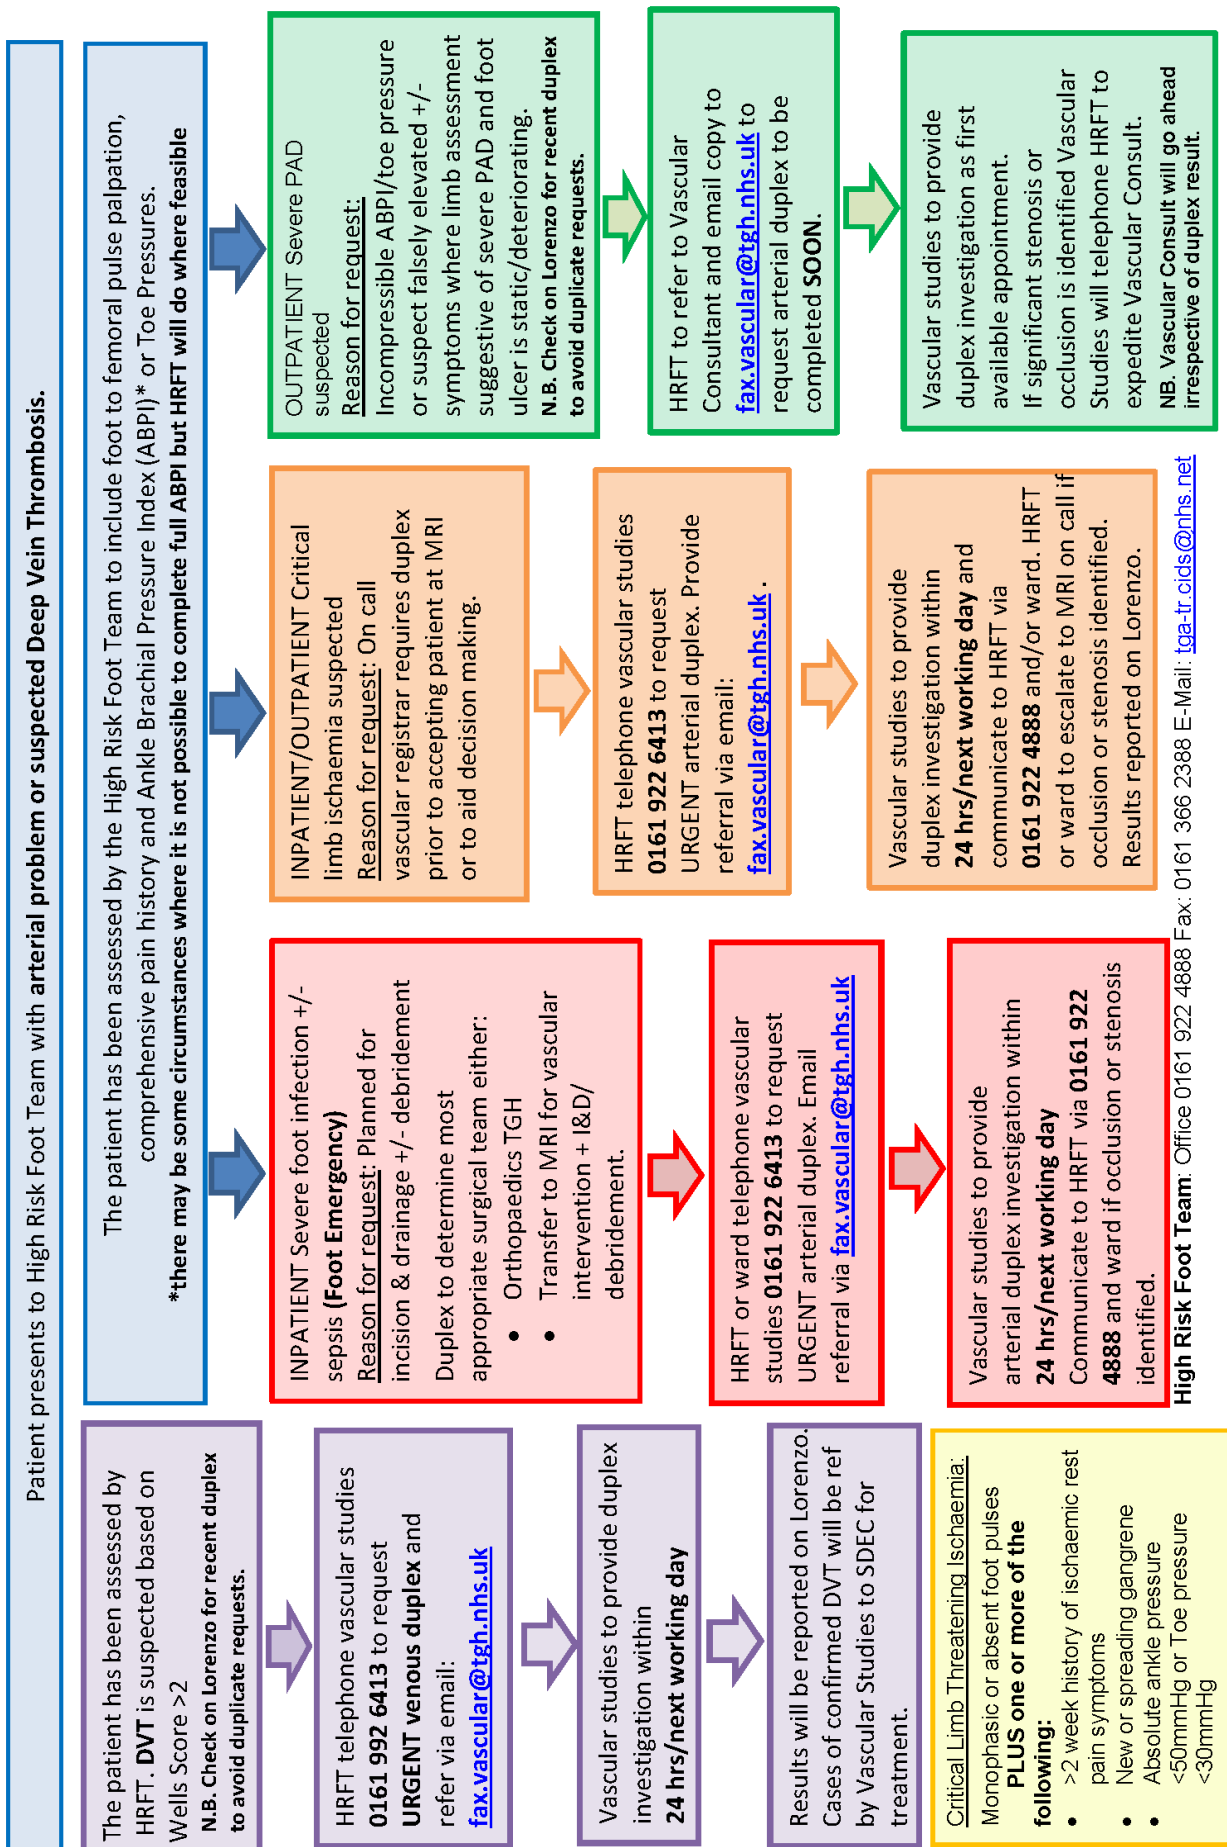 Patient presents to High Risk Foot Team with arterial problem or suspected Deep Vein Thrombosis.
The patient has been assessed by
HRFT. DVT is suspected based on
Wells Score >2
N.B. Check on Lorenzo for recent duplex
to avoid duplicate requests.
HRFT telephone vascular studies
0161 992 6413 to request
URGENT venous duplex and
refer via email:
fax.vascular@tgh.nhs.uk
Vascular studies to provide duplex
investigation within
24 hrs/next working day
Results will be reported on Lorenzo.
Cases of confirmed DVT will be ref
by Vascular Studies to SDEC for
treatment.
Critical Limb Threatening Ischaemia:
Monophasic or absent foot pulses
PLUS one or more of the
following:
• >2 week history of ischaemic rest
pain symptoms
• New or spreading gangrene
• Absolute ankle pressure
<50mmHg or Toe pressure
<30mmHg
The patient has been assessed by the High Risk Foot Team to include foot to femoral pulse palpation,
comprehensive pain history and Ankle Brachial Pressure Index (ABPI)* or Toe Pressures.
*there may be some circumstances where it is not possible to complete full ABPI but HRFT will do where feasible
INPATIENT Severe foot infection +/-
sepsis (Foot Emergency)
Reason for request: Planned for
incision & drainage +/- debridement
Duplex to determine most
appropriate surgical team either:
• Orthopaedics TGH
• Transfer to MRI for vascular
intervention + I&D/
debridement.
HRFT or ward telephone vascular
studies 0161 922 6413 to request
URGENT arterial duplex. Email
referral via fax.vascular@tgh.nhs.uk
Vascular studies to provide
arterial duplex investigation within
24 hrs/next working day
Communicate to HRFT via 0161 922
4888 and ward if occlusion or stenosis
identified.
INPATIENT/OUTPATIENT Critical
limb ischaemia suspected
Reason for request: On call
vascular registrar requires duplex
prior to accepting patient at MRI
or to aid decision making.
HRFT telephone vascular studies
0161 922 6413 to request
URGENT arterial duplex. Provide
referral via email:
fax.vascular@tgh.nhs.uk .
Vascular studies to provide
duplex investigation within
24 hrs/next working day and
communicate to HRFT via
0161 922 4888 and/or ward. HRFT
or ward to escalate to MRI on call if
occlusion or stenosis identified.
Results reported on Lorenzo.
OUTPATIENT Severe PAD
suspected
Reason for request:
Incompressible ABPI/toe pressure
or suspect falsely elevated +/-
symptoms where limb assessment
suggestive of severe PAD and foot
ulcer is static/deteriorating.
N.B. Check on Lorenzo for recent duplex
to avoid duplicate requests.
HRFT to refer to Vascular
Consultant and email copy to
fax.vascular@tgh.nhs.uk to
request arterial duplex to be
completed SOON.
Vascular studies to provide
duplex investigation as first
available appointment.
If significant stenosis or
occlusion is identified Vascular
Studies will telephone HRFT to
expedite Vascular Consult.
NB. Vascular Consult will go ahead
irrespective of duplex result.
High Risk Foot Team: Office 0161 922 4888 Fax: 0161 366 2388 E-Mail: tga-tr.cids@nhs.net